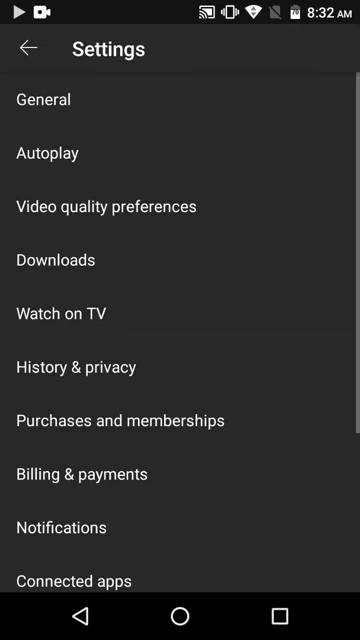 8:32 AM
Settings
General
Autoplay
Video quality preferences
Downloads
Watch on TV
History & privacy
Purchases and memberships
Billing & payments
Notifications
Connected apps